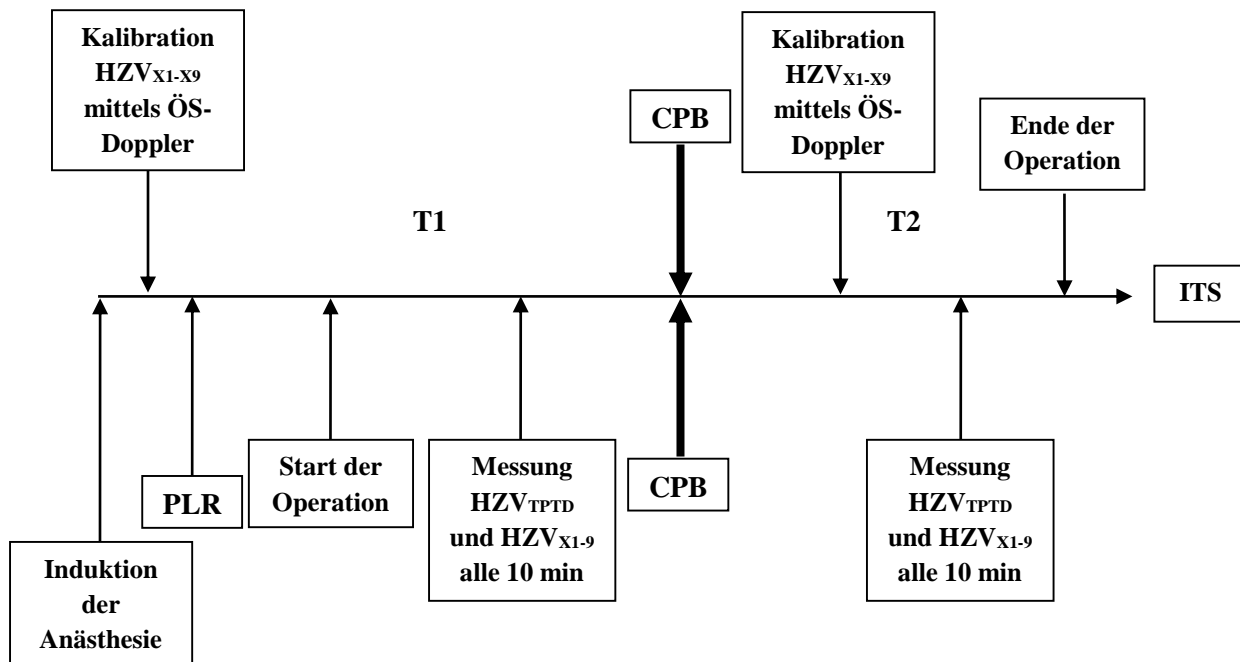 Kalibration
HZVX1-X9
mittels ÖS-
Doppler
CPB
Kalibration
HZVX1-X9
mittels ÖS-
Doppler
Ende der
Operation
T1
T2
ITS
Induktion
der
Anästhesie
PLR
Start der
Operation
Messung
HZVTPTD
und HZVX1-9
alle 10 min
CPB
Messung
HZVTPTD
und HZVX1-9
alle 10 min